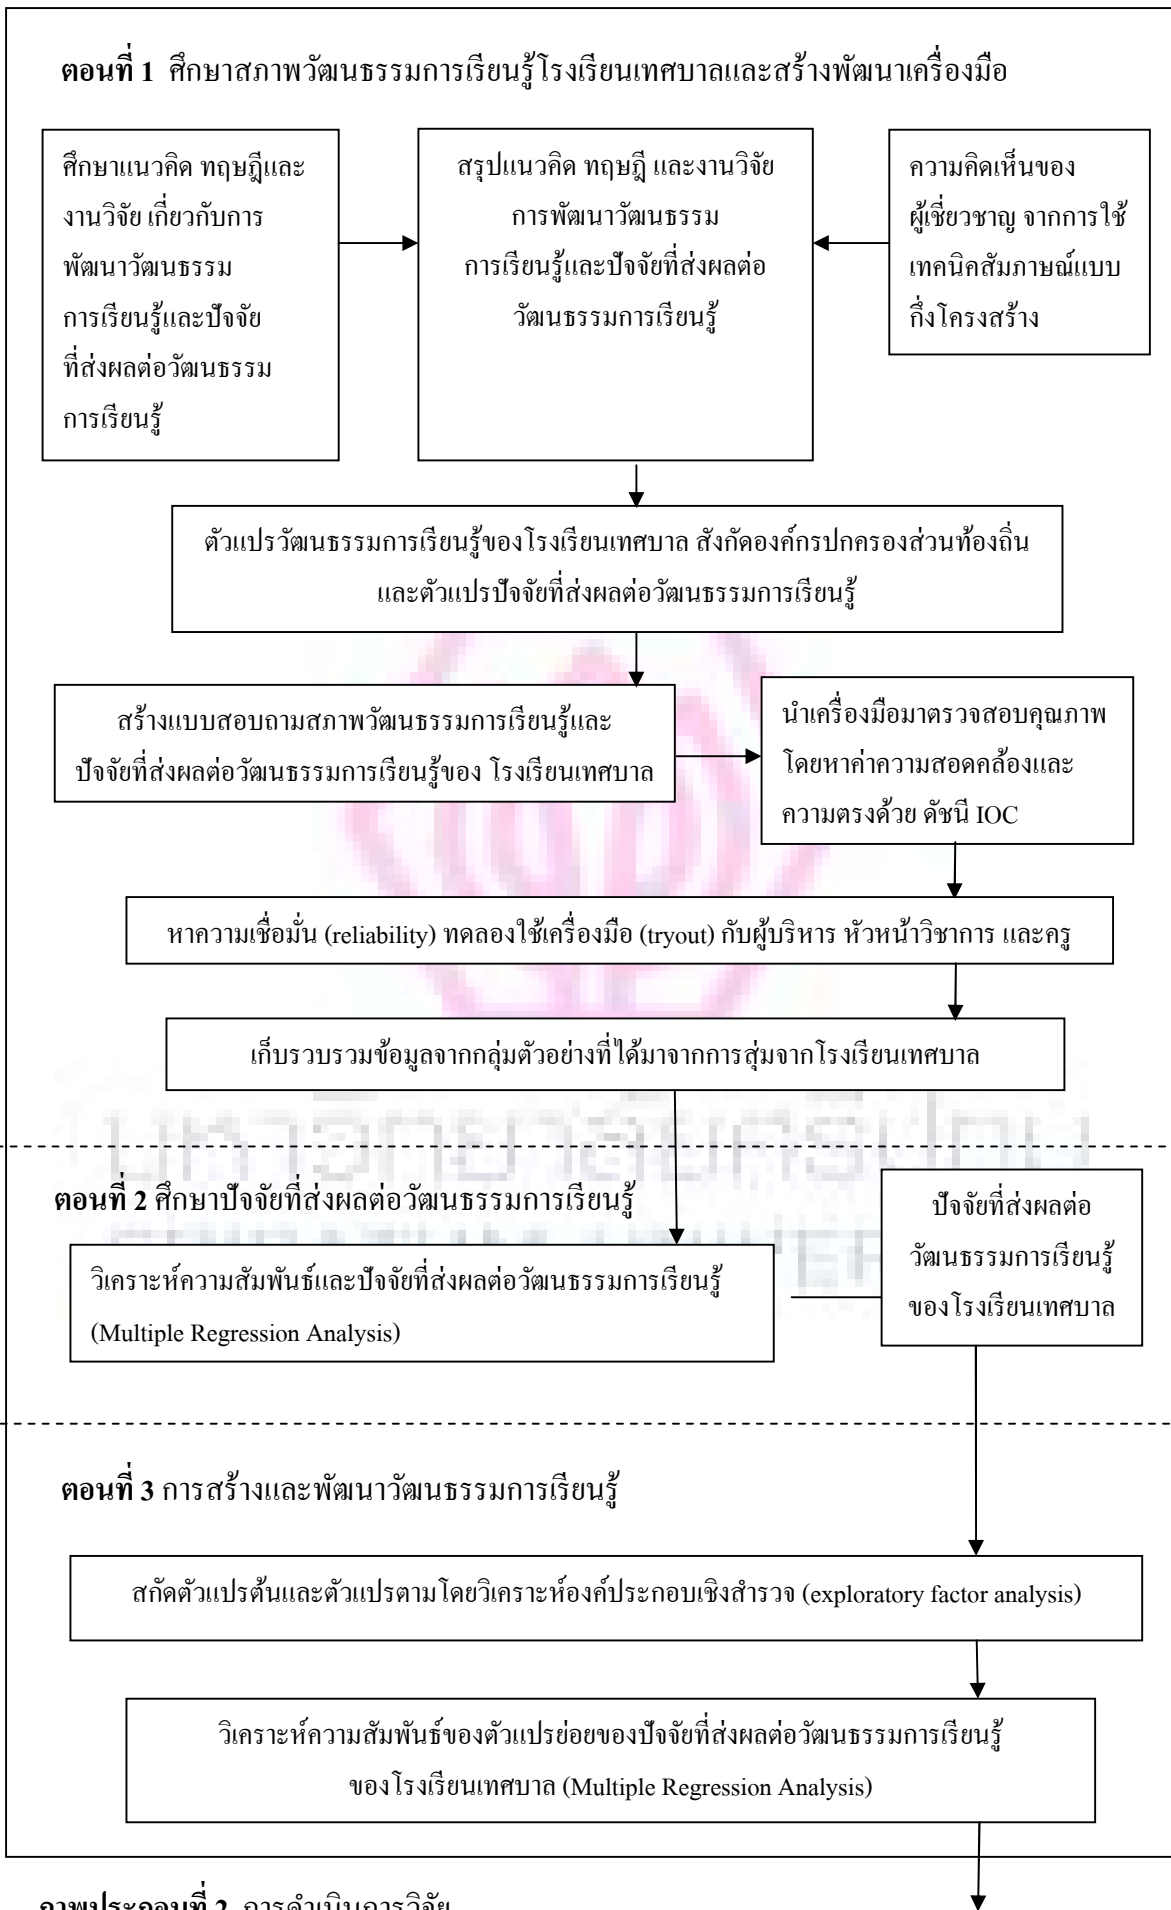 ตอนที่ 1 ศึกษาสภาพวัฒนธรรมการเรียนรู้โรงเรียนเทศบาลและสร้างพัฒนาเครื่องมือ
ศึกษาแนวคิด ทฤษฎีและ
งานวิจัย เกี่ยวกับการ
พัฒนาวัฒนธรรม
การเรียนรู้และปัจจัย
ที่ส่งผลต่อวัฒนธรรม
การเรียนรู้
สรุปแนวคิด ทฤษฎี และงานวิจัย
การพัฒนาวัฒนธรรม
การเรียนรู้และปัจจัยที่ส่งผลต่อ
วัฒนธรรมการเรียนรู้
ความคิดเห็นของ
ผู้เชี่ยวชาญ จากการใช้
เทคนิคสัมภาษณ์แบบ
กึ่งโครงสร้าง
ตัวแปรวัฒนธรรมการเรียนรู้ของโรงเรียนเทศบาล สังกัดองค์กรปกครองส่วนท้องถิ่น
และตัวแปรปัจจัยที่ส่งผลต่อวัฒนธรรมการเรียนรู้
สร้างแบบสอบถามสภาพวัฒนธรรมการเรียนรู้และ
ปัจจัยที่ส่งผลต่อวัฒนธรรมการเรียนรู้ของ โรงเรียนเทศบาล
นำเครื่องมือมาตรวจสอบคุณภาพ
โดยหาค่าความสอดคล้องและ
ความตรงด้วย ดัชนี IOC
หาความเชื่อมั่น (reliability) ทดลองใช้เครื่องมือ (tryout) กับผู้บริหาร หัวหน้าวิชาการ และครู
เก็บรวบรวมข้อมูลจากกลุ่มตัวอย่างที่ได้มาจากการสุ่มจากโรงเรียนเทศบาล
ตอนที่ 2 ศึกษาปัจจัยที่ส่งผลต่อวัฒนธรรมการเรียนรู้
วิเคราะห์ความสัมพันธ์และปัจจัยที่ส่งผลต่อวัฒนธรรมการเรียนรู้
(Multiple Regression Analysis)
ปัจจัยที่ส่งผลต่อ
วัฒนธรรมการเรียนรู้
ของโรงเรียนเทศบาล
ตอนที่ 3 การสร้างและพัฒนาวัฒนธรรมการเรียนรู้
สกัดตัวแปรต้นและตัวแปรตามโดยวิเคราะห์องค์ประกอบเชิงสำรวจ (exploratory factor analysis)
วิเคราะห์ความสัมพันธ์ของตัวแปรย่อยของปัจจัยที่ส่งผลต่อวัฒนธรรมการเรียนรู้
ของโรงเรียนเทศบาล (Multiple Regression Analysis)
ภาพประกอบที่ 2 การดำเนินการวิจัย